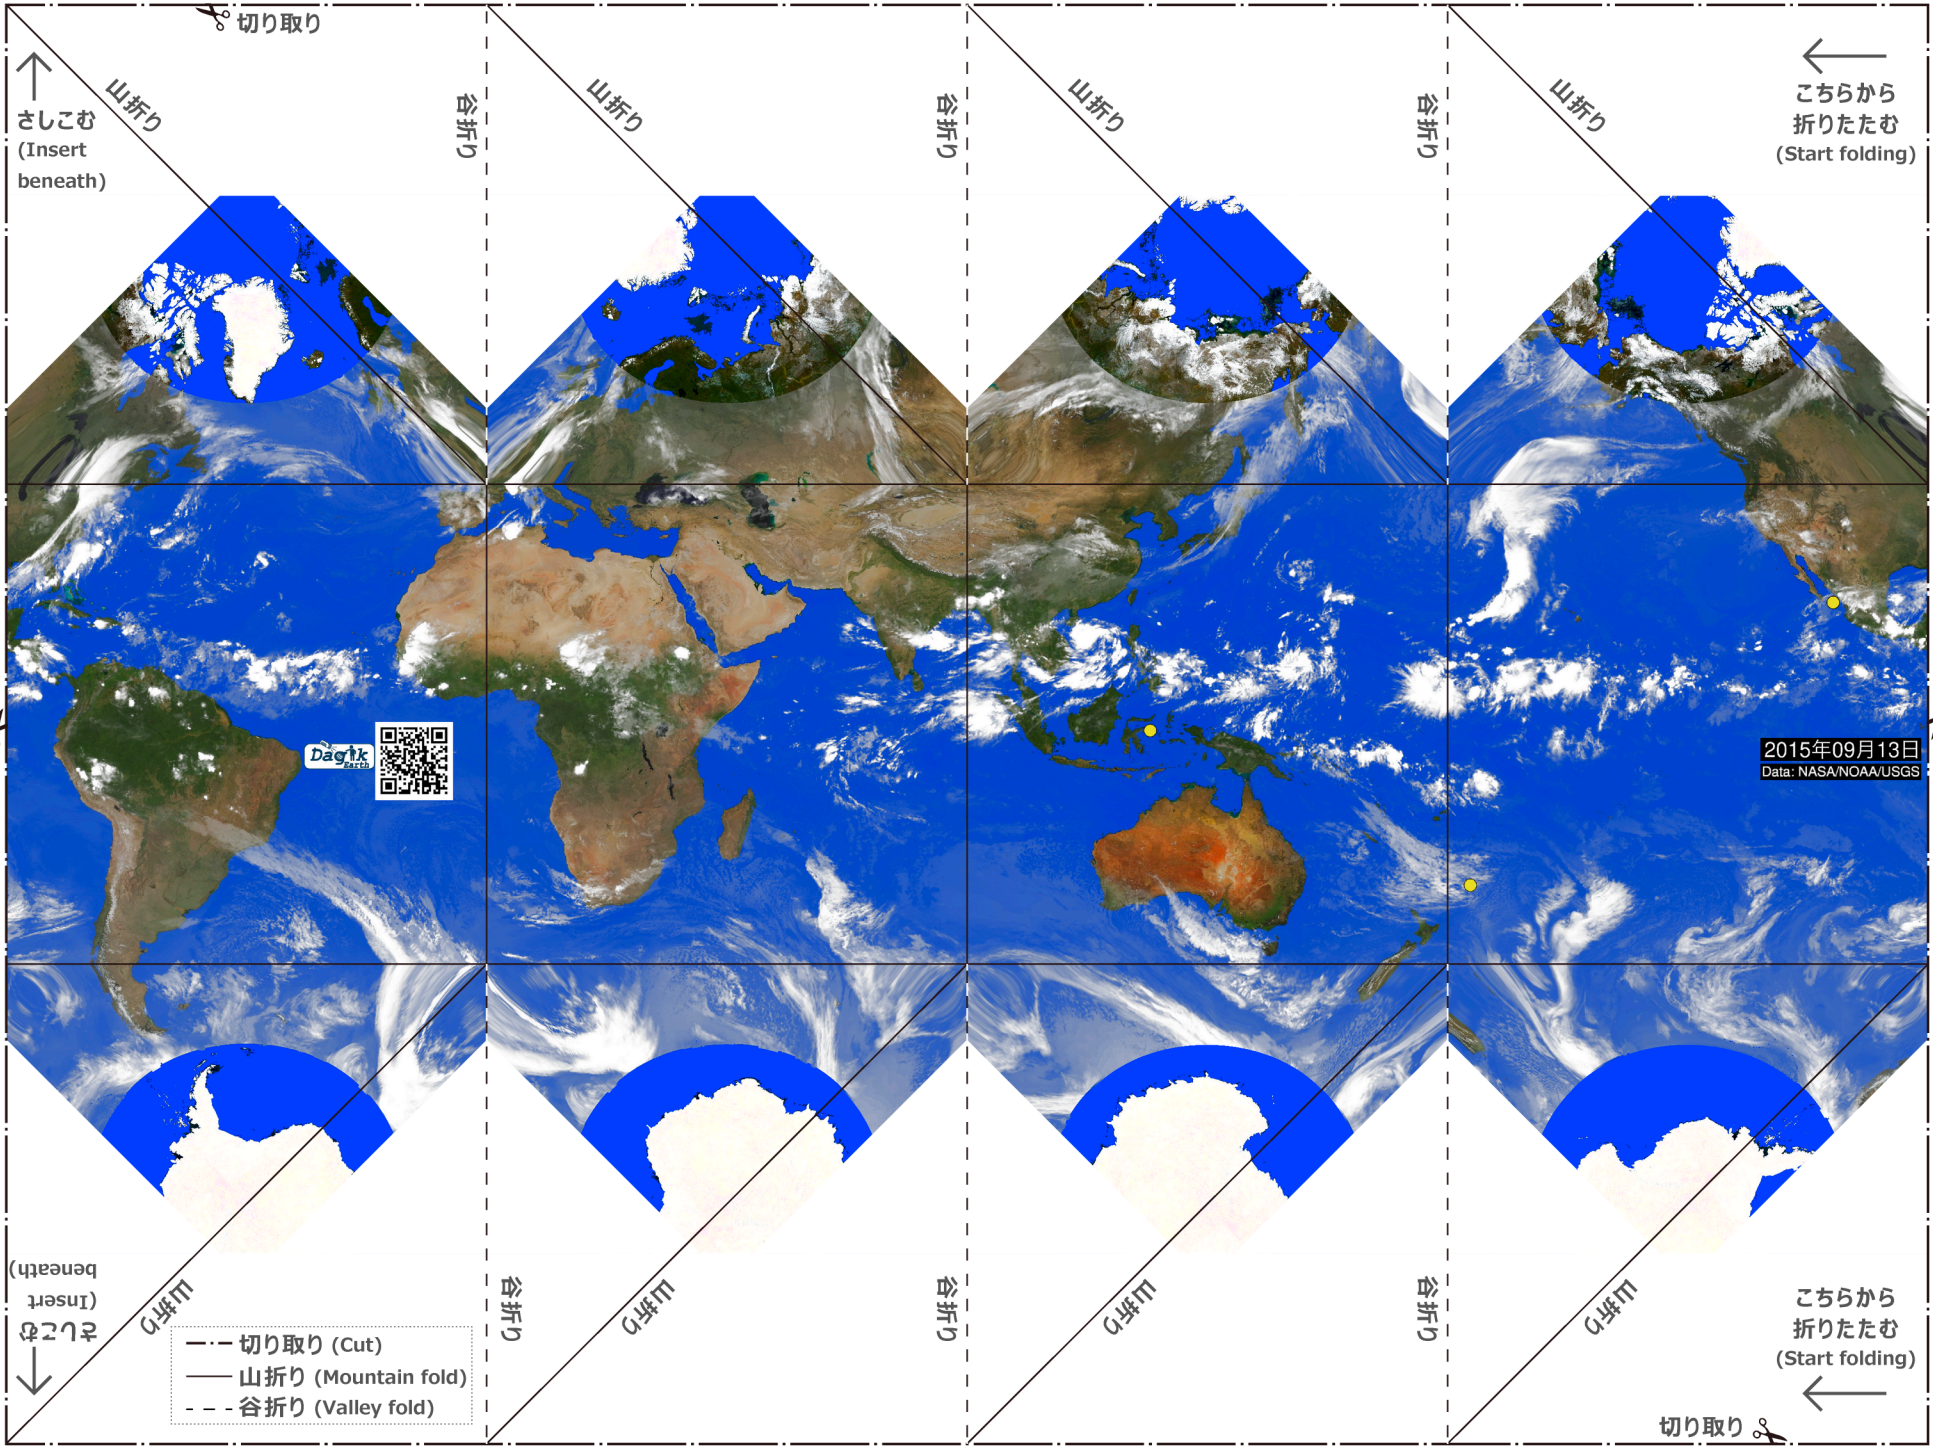 切り取り
山折り
谷折り
山折り
谷折り
山折り
谷折り
山折り
さしこむ
(Insert
beneath)
こちらから
折りたたむ
(Start folding)
Dagik
Earth
2015年09月13日
Data: NASA/NOAA/USGS
さしこむ
(Insert
beneath)
山折り
谷折り
山折り
谷折り
山折り
谷折り
山折り
こちらから
折りたたむ
(Start folding)
切り取り (Cut)
山折り (Mountain fold)
谷折り (Valley fold)
切り取り